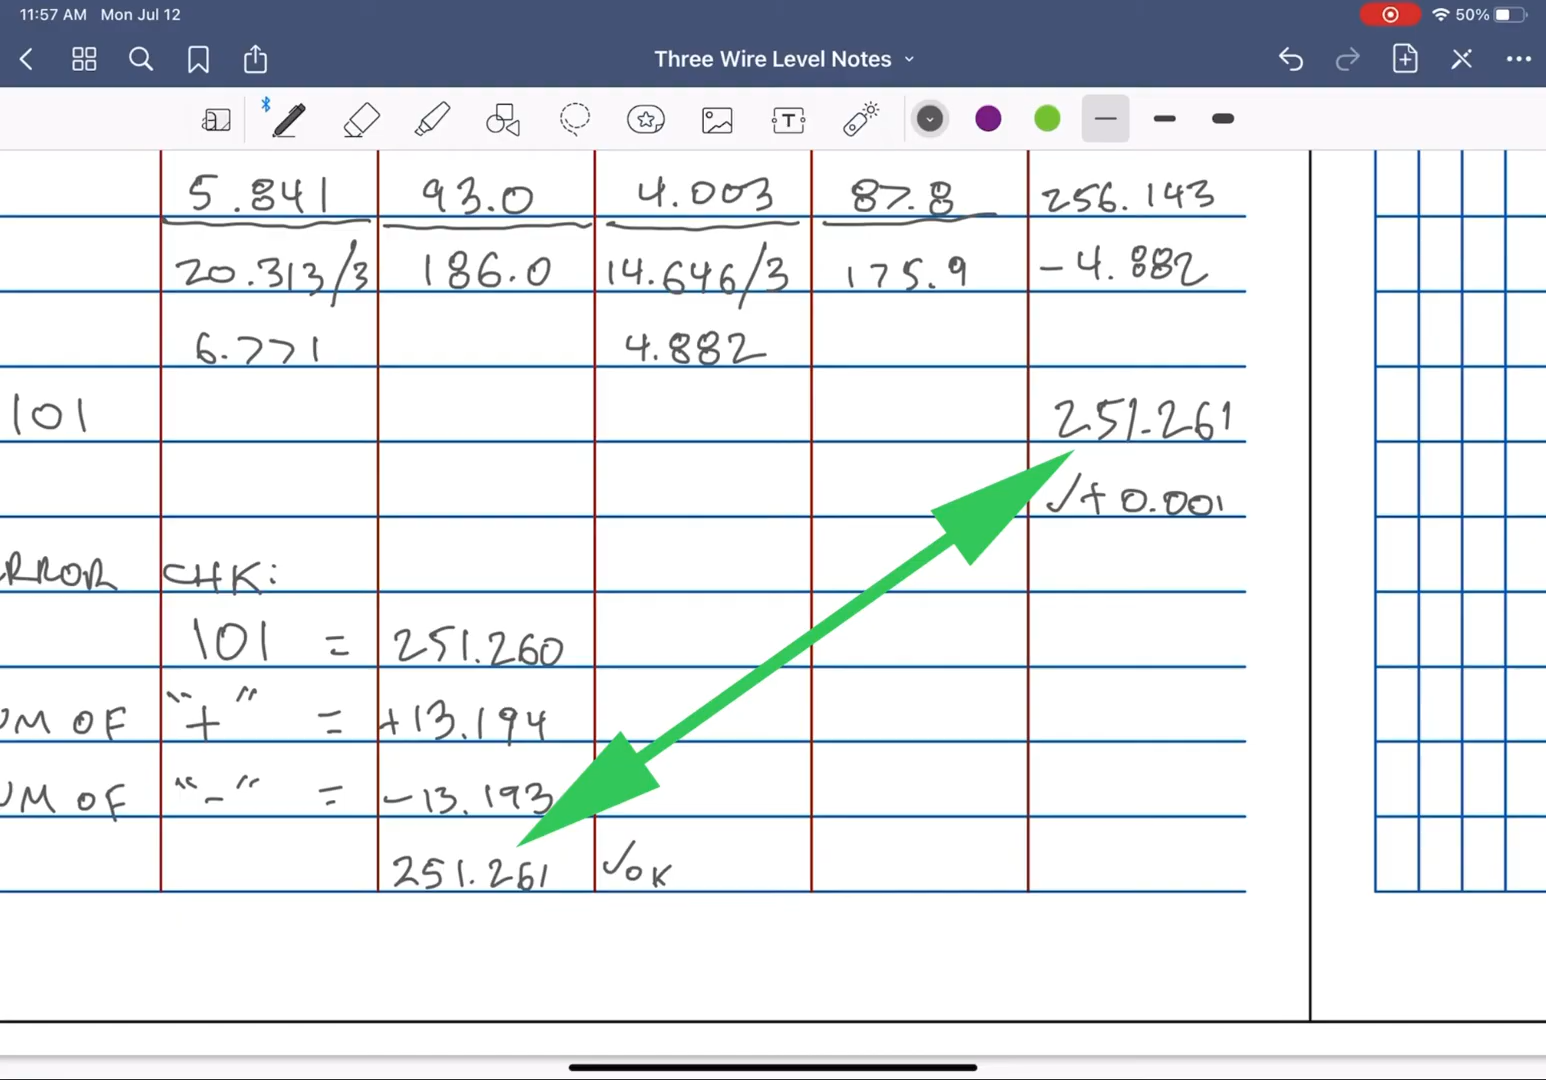 11:57 AM Mon Jul 12 50%
Three Wire Level Notes
5.841 93.0 4.003 87.8 256.143
20.313/3 186.0 14.646/3 175.9 -4.882
6.771 4.882
101 251.261
√+ 0.001
RROR CHK:
101 = 251.260
UM OF "+" = +13.194
UM OF "-" = -13.193
251.261 √OK